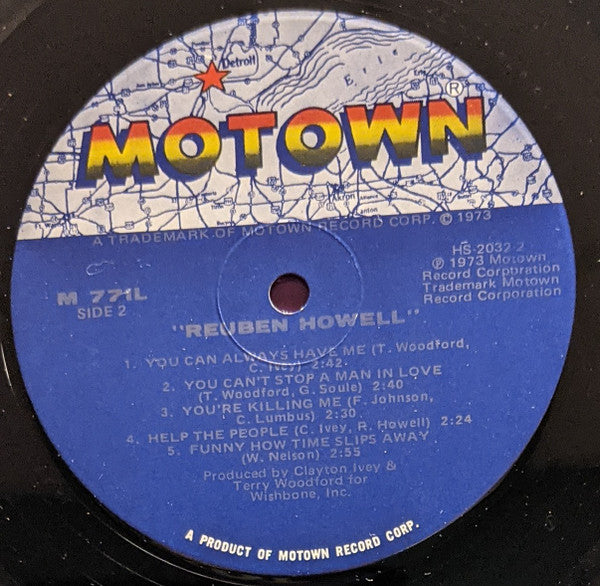 Detroit
Erie
MOTOWN®
Akron
Canton
A TRADEMARK OF MOTOWN RECORD CORP. © 1973
M 771L
SIDE 2
HS-2032-2
℗ 1973 Motown
Record Corporation
Trademark Motown
Record Corporation
"REUBEN HOWELL"
1. YOU CAN ALWAYS HAVE ME (T. Woodford,
C. Ivey) 2:42
2. YOU CAN'T STOP A MAN IN LOVE
(T. Woodford, G. Soule) 2:40
3. YOU'RE KILLING ME (F. Johnson,
C. Lumbus) 2:30
4. HELP THE PEOPLE (C. Ivey, R. Howell) 2:24
5. FUNNY HOW TIME SLIPS AWAY
(W. Nelson) 2:55
Produced by Clayton Ivey &
Terry Woodford for
Wishbone, Inc.
A PRODUCT OF MOTOWN RECORD CORP.